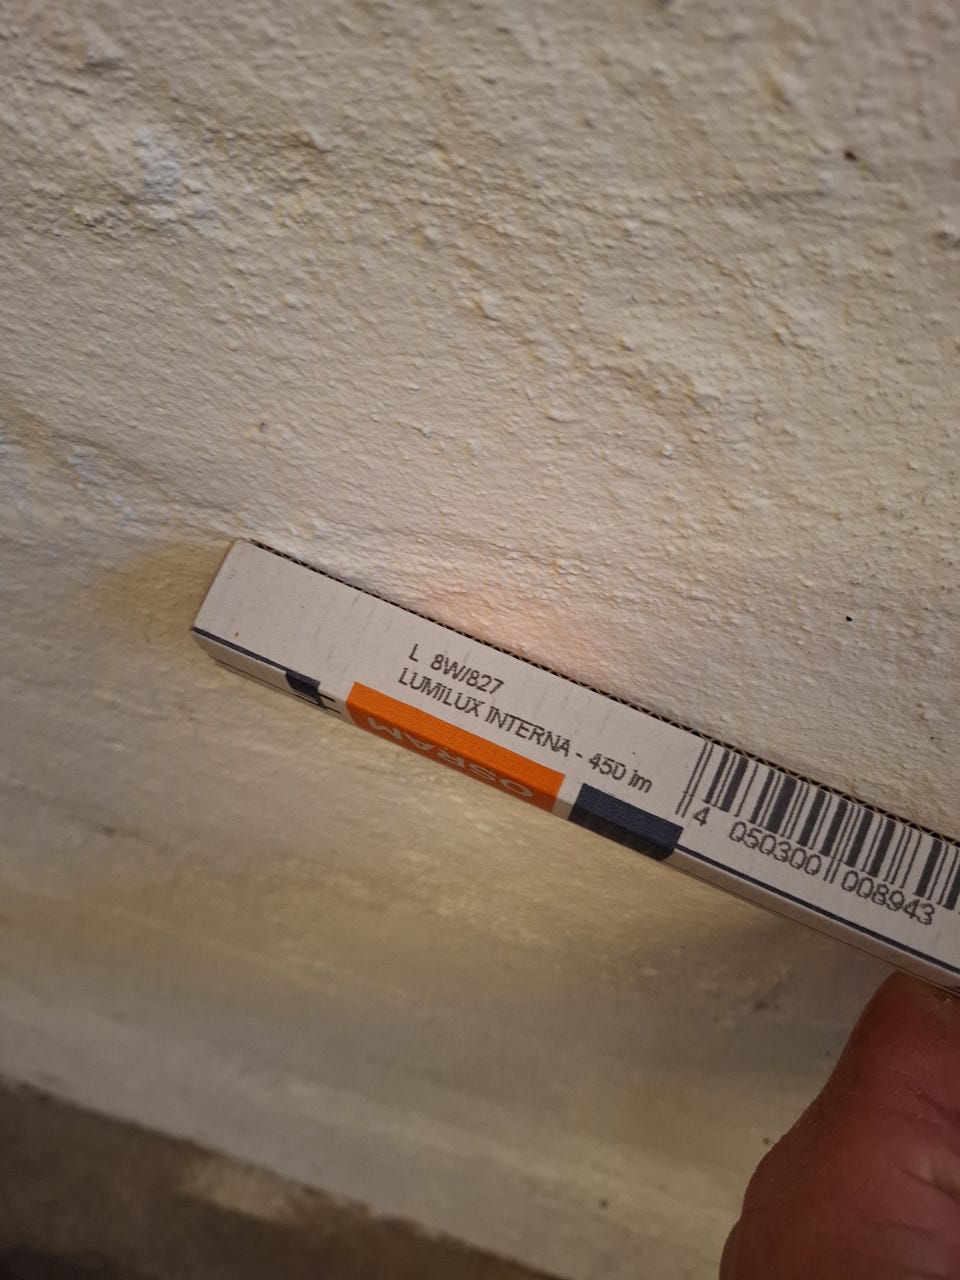 L 8W/827
LUMILUX INTERNA - 450 lm
OSRAM
4 050300 008943